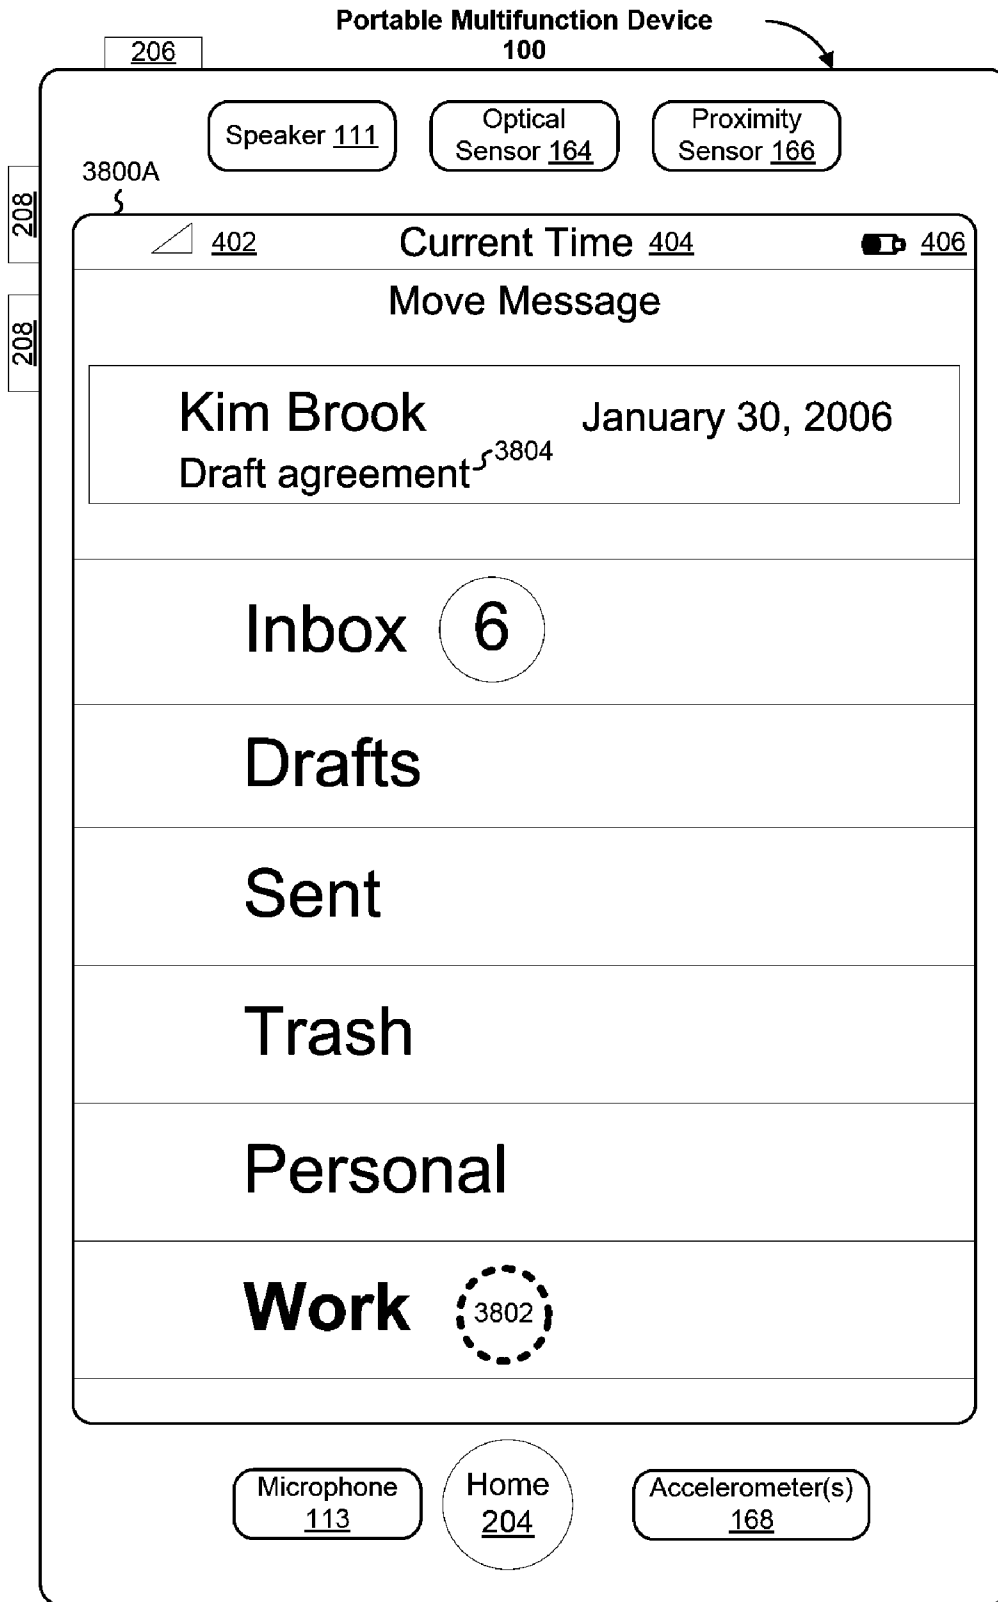 Portable Multifunction Device
100
206
Speaker 111
Optical
Sensor 164
Proximity
Sensor 166
3800A
208
208
402
Current Time 404
406
Move Message
Kim Brook
January 30, 2006
Draft agreement
3804
Inbox 6
Drafts
Sent
Trash
Personal
Work 3802
Microphone
113
Home
204
Accelerometer(s)
168